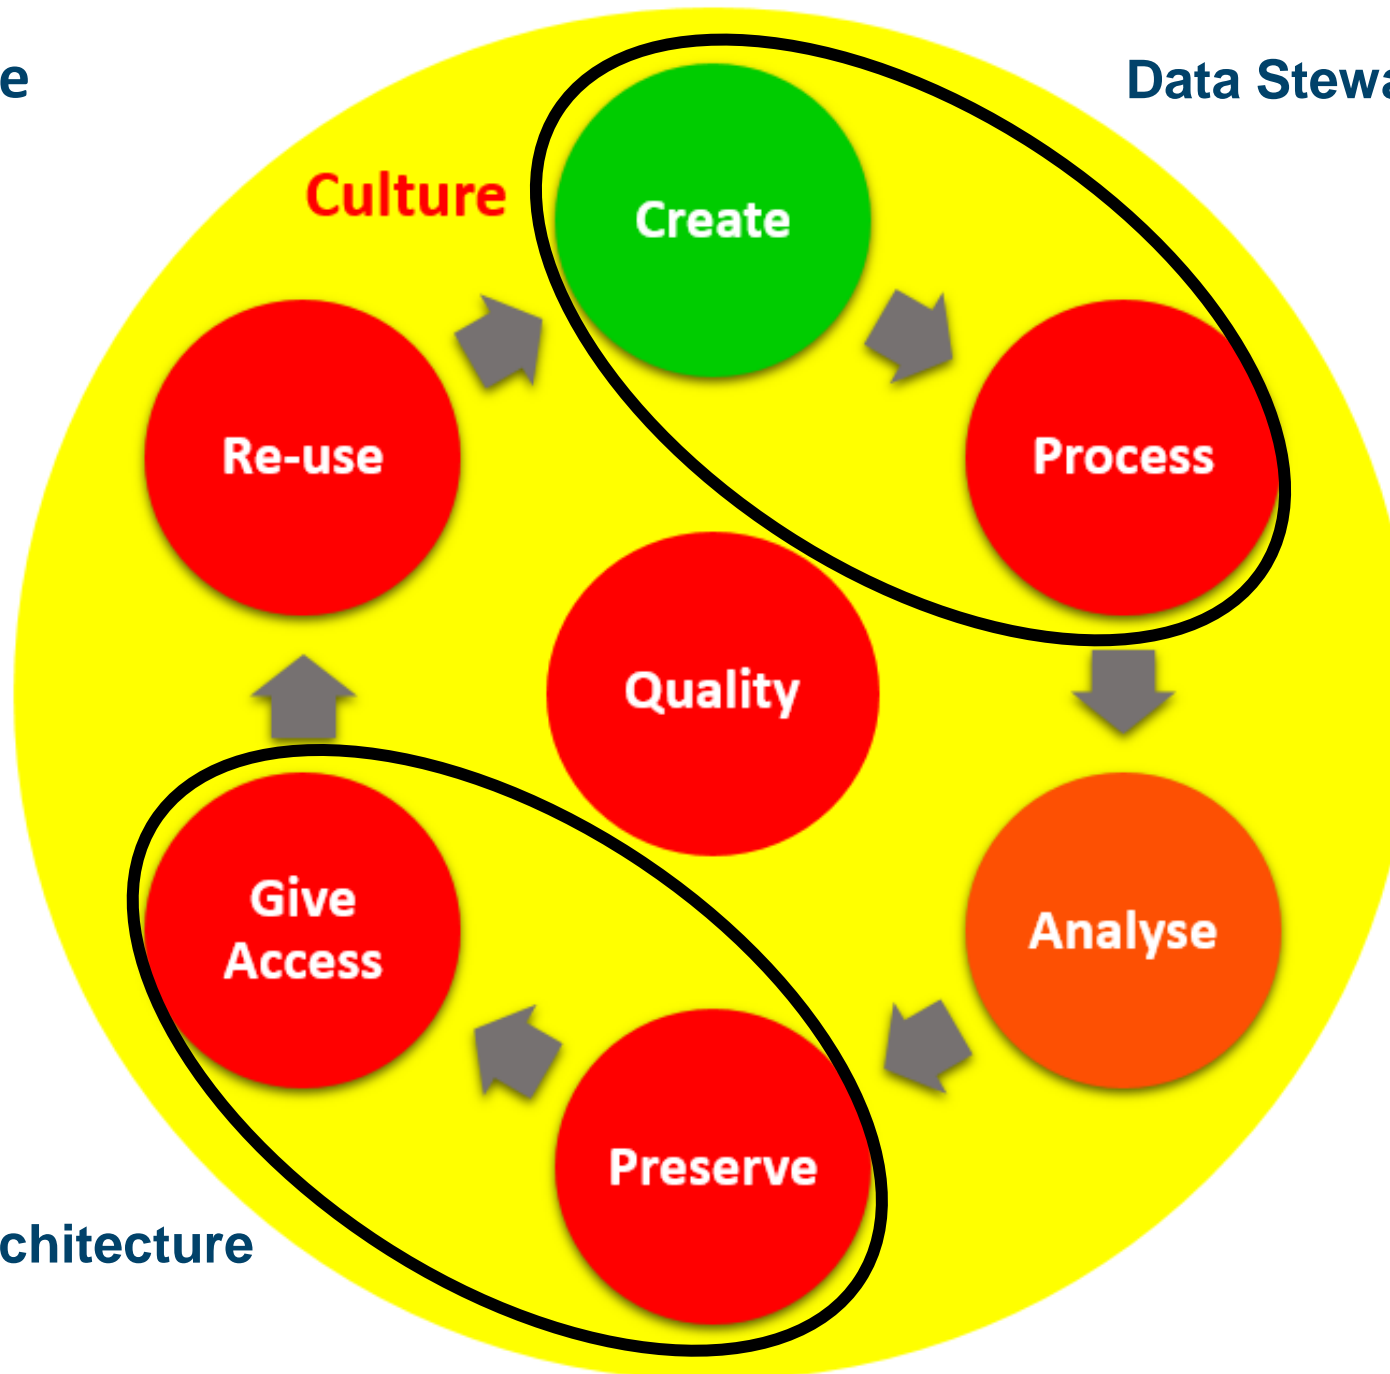 e
Data Stewa
Culture
Create
Re-use
Process
Quality
Give
Access
Analyse
Preserve
chitecture